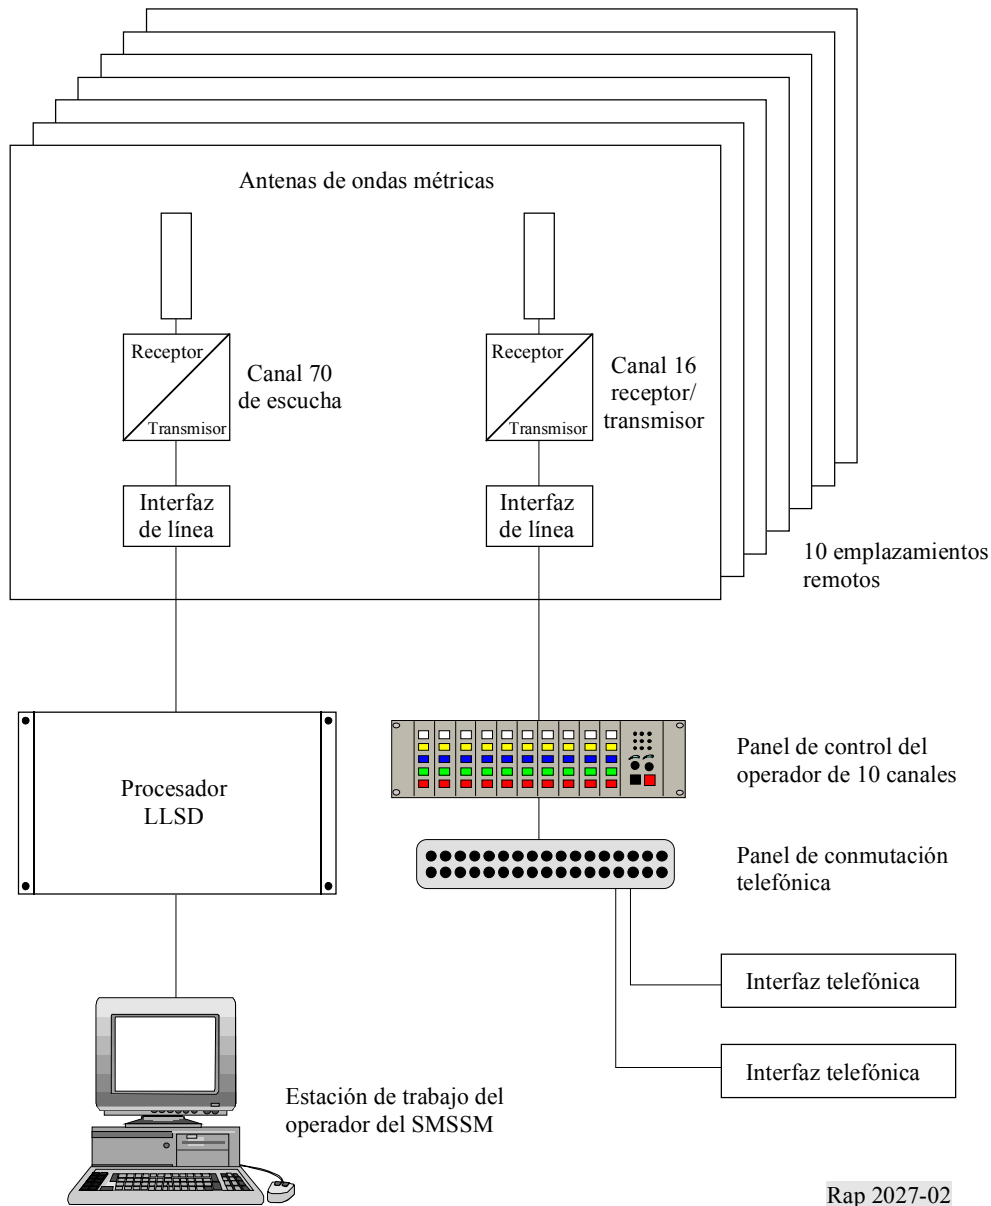 Antenas de ondas métricas
Receptor
Transmisor
Canal 70
de escucha
Receptor
Transmisor
Canal 16
receptor/
transmisor
Interfaz
de línea
Interfaz
de línea
10 emplazamientos
remotos
Procesador
LLSD
Panel de control del
operador de 10 canales
Panel de conmutación
telefónica
Interfaz telefónica
Interfaz telefónica
Estación de trabajo del
operador del SMSSM
Rap 2027-02